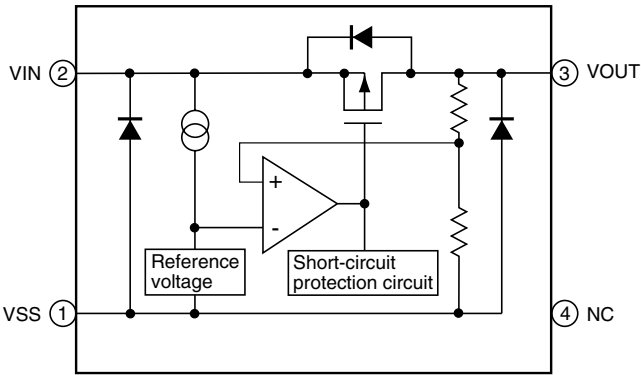 VIN 2
3 VOUT
+
-
Reference
voltage
Short-circuit
protection circuit
VSS 1
4 NC